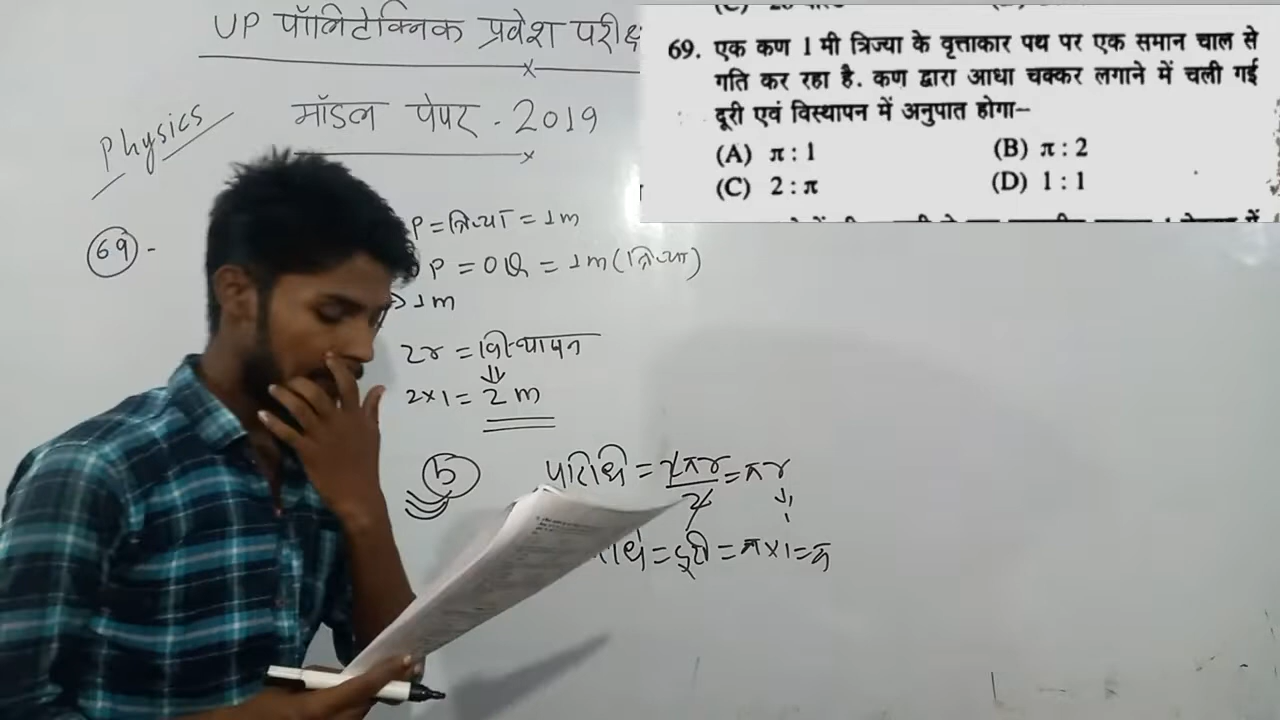 UP पॉलिटेक्निक प्रवेश परीक्ष
मॉडल पेपर - 2019
Physics
69. एक कण 1 मी त्रिज्या के वृत्ताकार पथ पर एक समान चाल से
गति कर रहा है. कण द्वारा आधा चक्कर लगाने में चली गई
दूरी एवं विस्थापन में अनुपात होगा–
(A) π : 1 (B) π : 2
(C) 2 : π (D) 1 : 1
69 -
P = त्रिज्या = 1m
P = OQ = 1m (त्रिज्या)
1m
2r = विस्थापन
2×1 = 2 m
b
परिधि = 2πr/2 = πr
= दूरी = π×1 = π